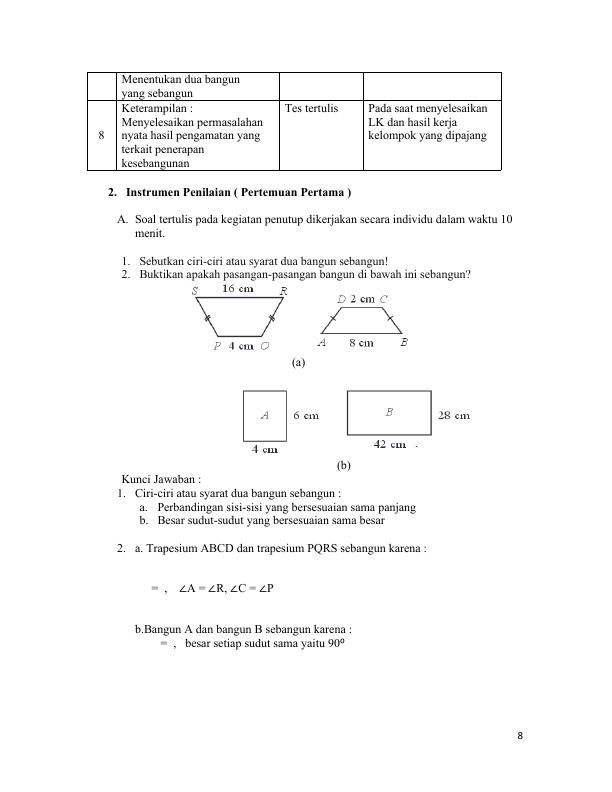 Menentukan dua bangun
yang sebangun
8
Keterampilan :
Menyelesaikan permasalahan
nyata hasil pengamatan yang
terkait penerapan
kesebangunan
Tes tertulis
Pada saat menyelesaikan
LK dan hasil kerja
kelompok yang dipajang
2. Instrumen Penilaian ( Pertemuan Pertama )
A. Soal tertulis pada kegiatan penutup dikerjakan secara individu dalam waktu 10
menit.
1. Sebutkan ciri-ciri atau syarat dua bangun sebangun!
2. Buktikan apakah pasangan-pasangan bangun di bawah ini sebangun?
S 16 cm R
P 4 cm O
D 2 cm C
A 8 cm B
(a)
A 6 cm
4 cm
B 28 cm
42 cm .
(b)
Kunci Jawaban :
1. Ciri-ciri atau syarat dua bangun sebangun :
a. Perbandingan sisi-sisi yang bersesuaian sama panjang
b. Besar sudut-sudut yang bersesuaian sama besar
2. a. Trapesium ABCD dan trapesium PQRS sebangun karena :
= , ∠A = ∠R, ∠C = ∠P
b.Bangun A dan bangun B sebangun karena :
= , besar setiap sudut sama yaitu 90⁰
8